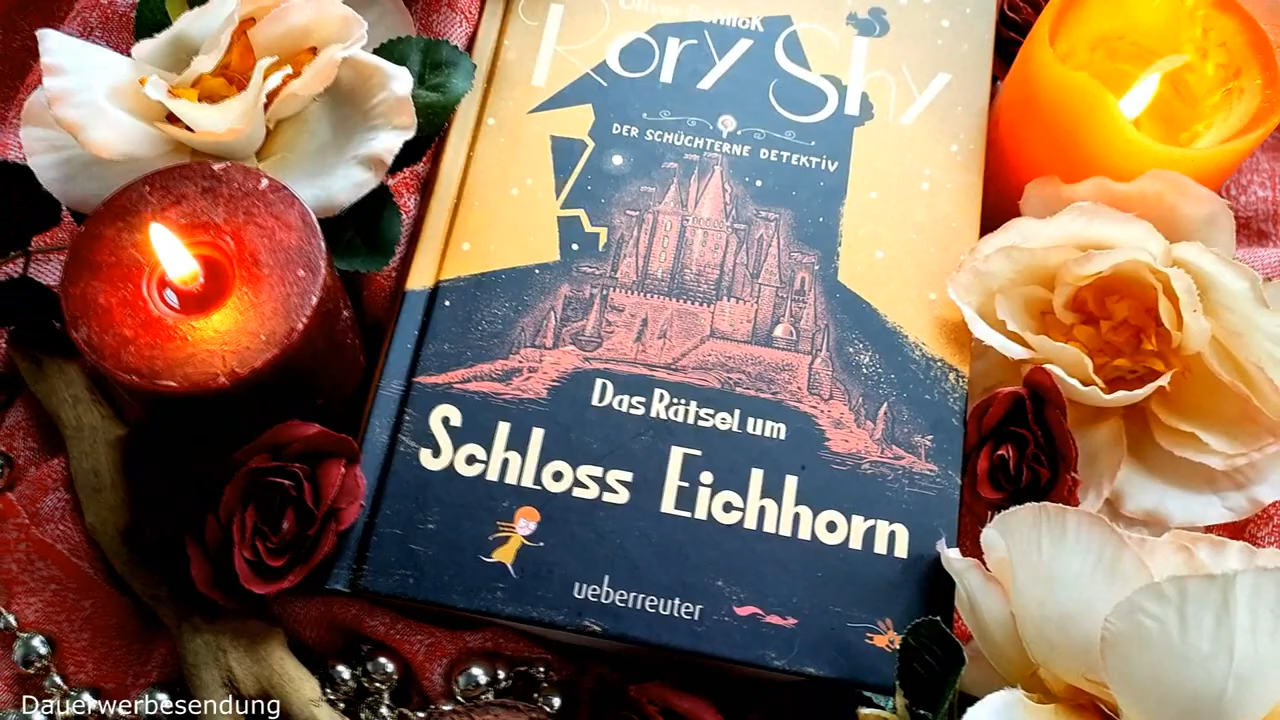 Rory Shy
DER SCHÜCHTERNE DETEKTIV
Das Rätsel um
Schloss Eichhorn
ueberreuter
Dauerwerbesendung